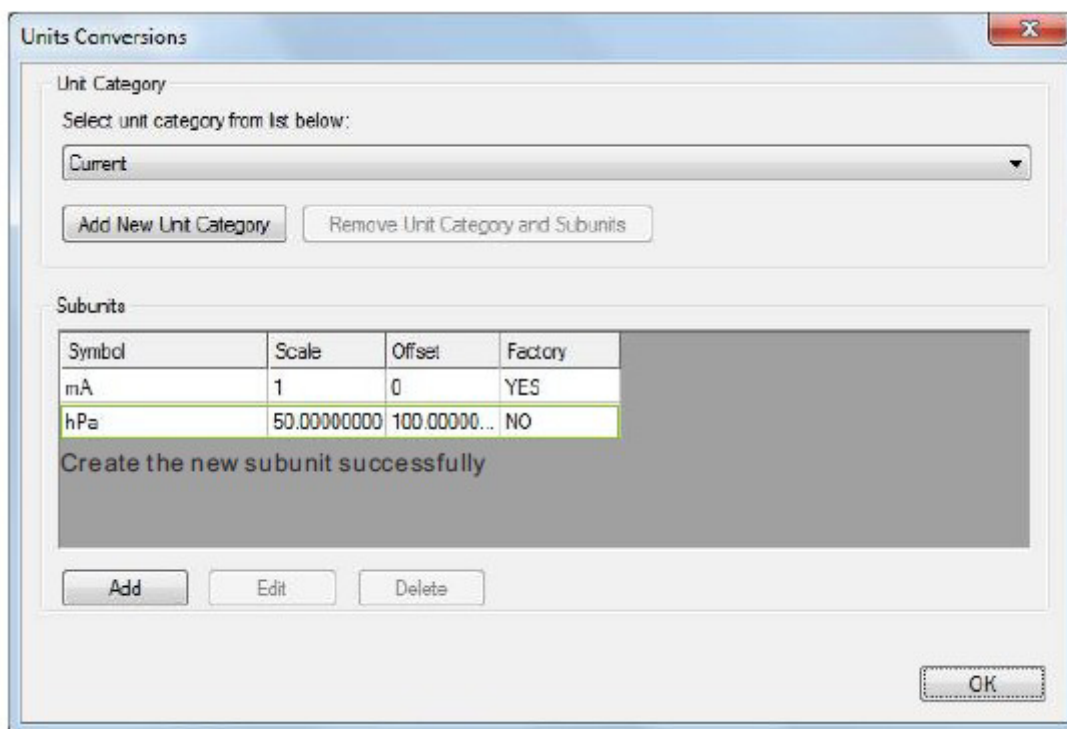 Units Conversions
Unit Category
Select unit category from list below:
Current
Add New Unit Category Remove Unit Category and Subunits
Subunits
Symbol Scale Offset Factory
mA 1 0 YES
hPa 50.00000000 100.00000... NO
Create the new subunit successfully
Add Edit Delete
OK